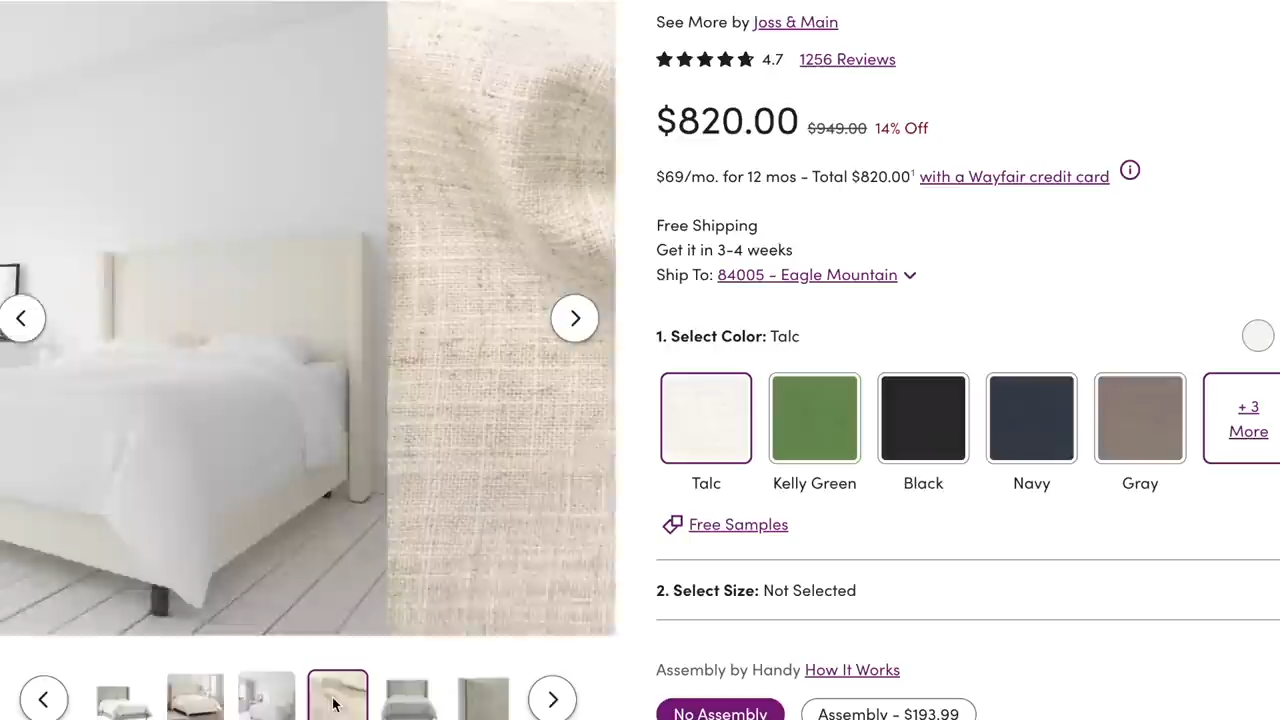 See More by Joss & Main
4.7 1256 Reviews
$820.00 $949.00 14% Off
$69/mo. for 12 mos - Total $820.00¹ with a Wayfair credit card
Free Shipping
Get it in 3-4 weeks
Ship To: 84005 - Eagle Mountain
1. Select Color: Talc
+ 3
More
Talc Kelly Green Black Navy Gray
Free Samples
2. Select Size: Not Selected
Assembly by Handy How It Works
No Assembly Assembly - $193.99